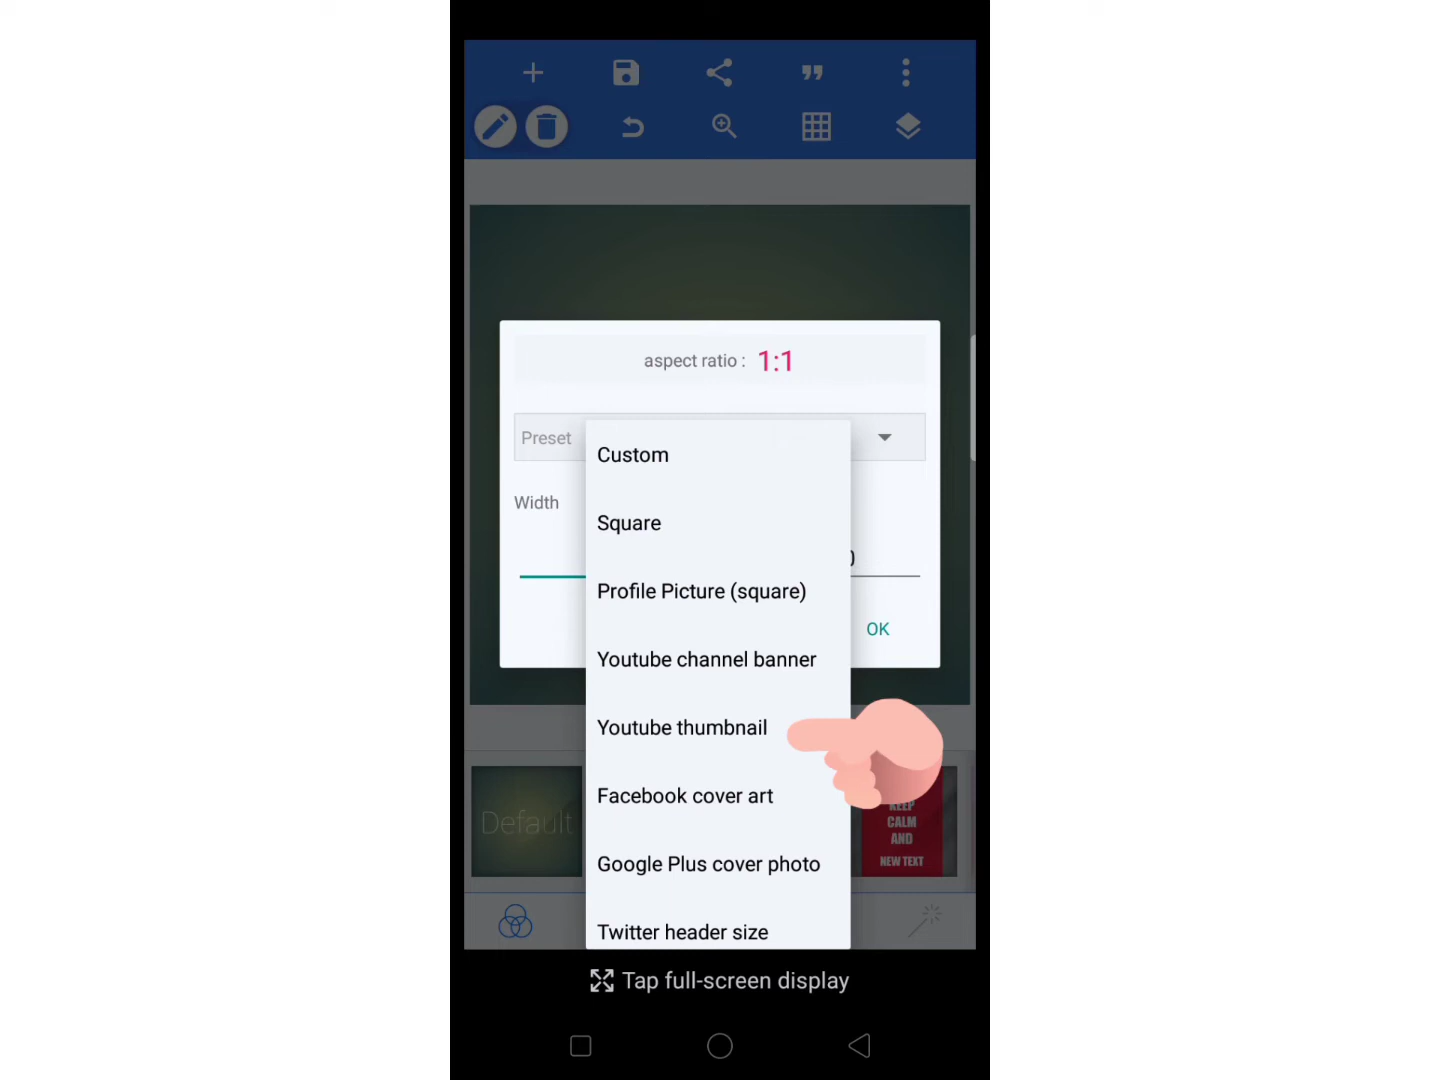 aspect ratio : 1:1
Preset
Custom
Width
Square
Profile Picture (square)
OK
Youtube channel banner
Youtube thumbnail
Facebook cover art
Default
KEEP
CALM
AND
NEW TEXT
Google Plus cover photo
Twitter header size
Tap full-screen display